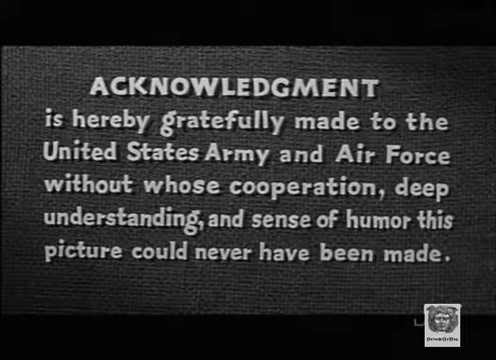 ACKNOWLEDGMENT
is hereby gratefully made to the
United States Army and Air Force
without whose cooperation, deep
understanding, and sense of humor this
picture could never have been made.